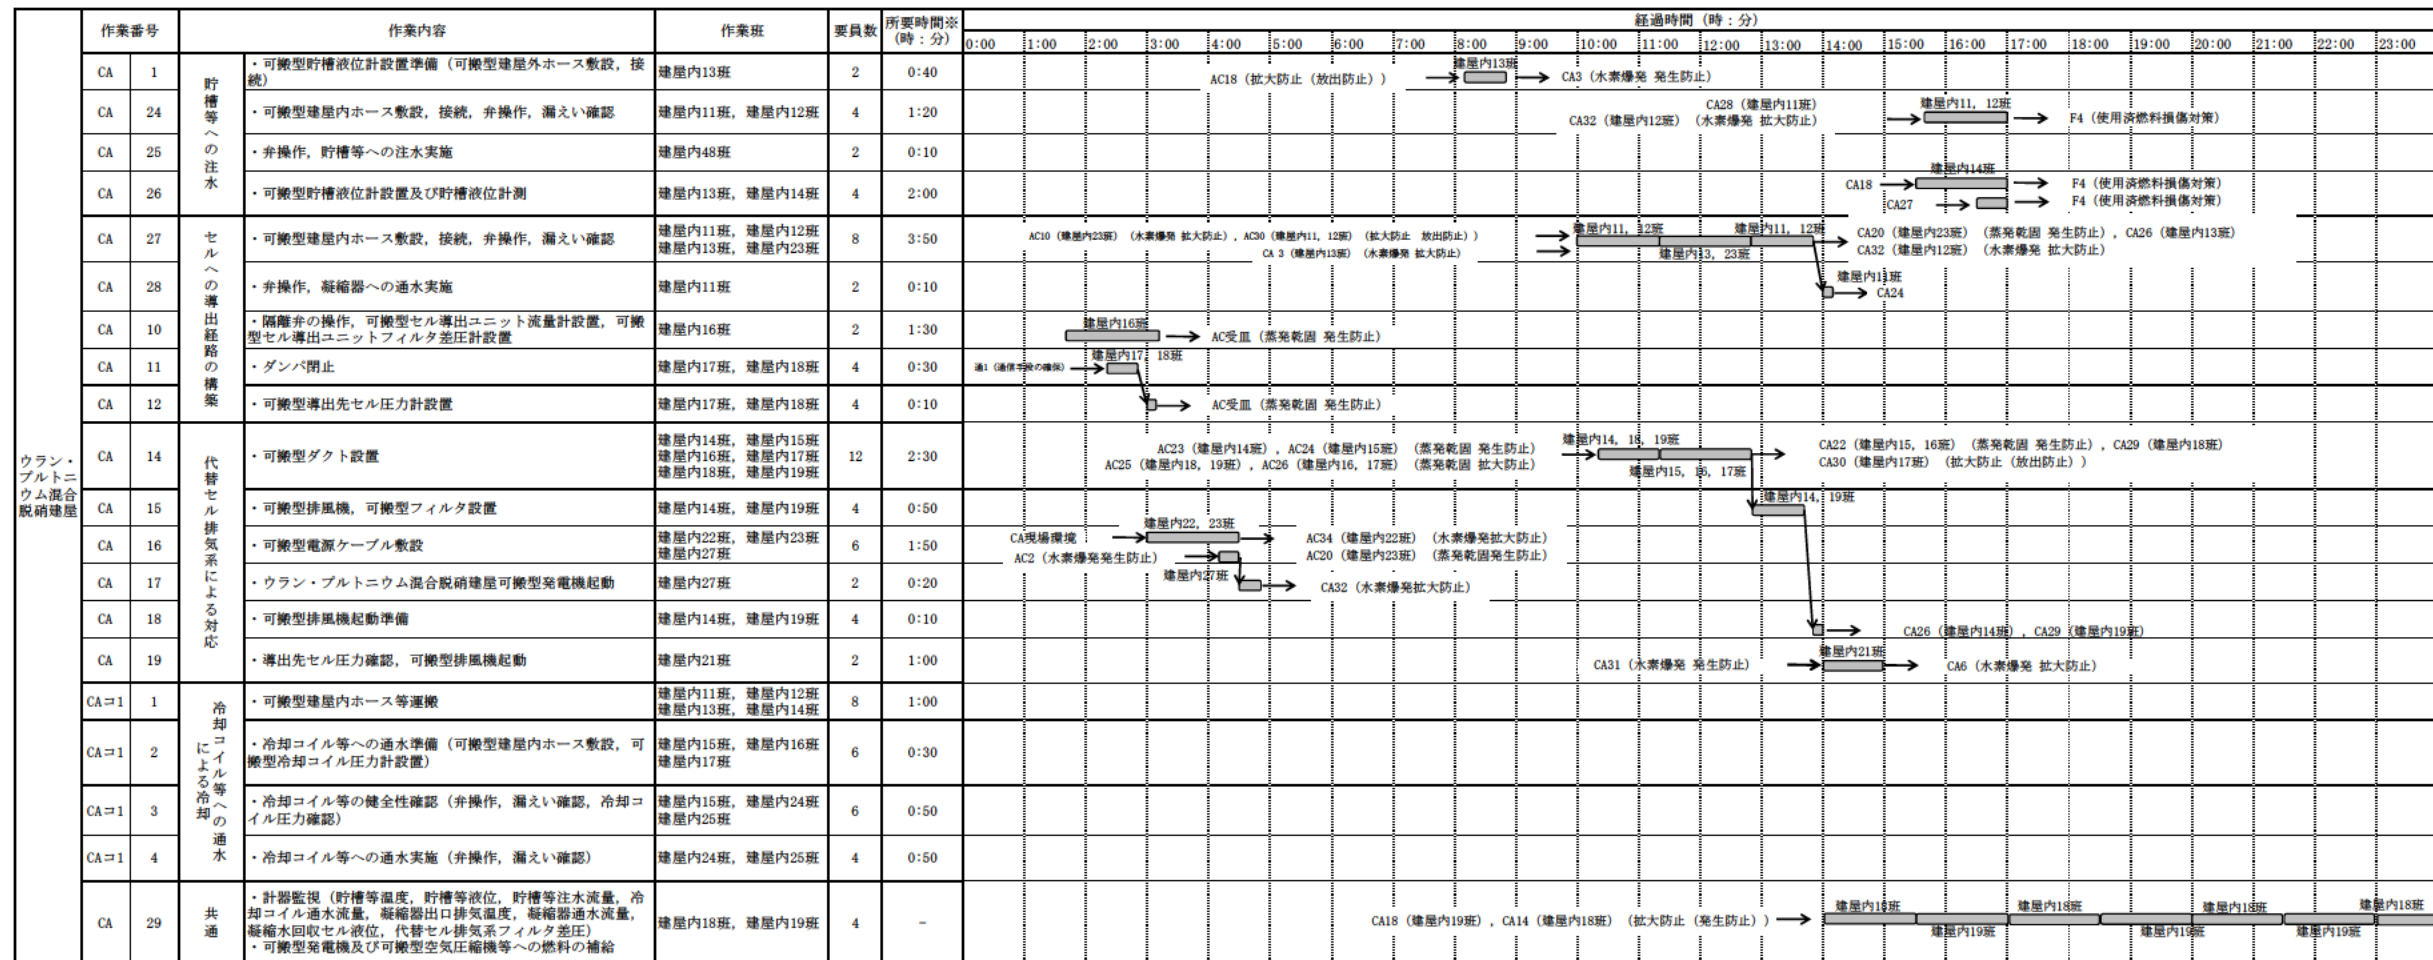 作業番号 作業内容 作業班 要員数 所要時間※
(時:分) 経過時間(時:分)
0:00 1:00 2:00 3:00 4:00 5:00 6:00 7:00 8:00 9:00 10:00 11:00 12:00 13:00 14:00 15:00 16:00 17:00 18:00 19:00 20:00 21:00 22:00 23:00
ウラン・
プルトニ
ウム混合
脱硝建屋
貯槽等への注水
CA 1 ・可搬型貯槽液位計設置準備(可搬型建屋外ホース敷設,接
続) 建屋内13班 2 0:40
建屋内13班
AC18(拡大防止(放出防止)) CA3(水素爆発 発生防止)
CA 24 ・可搬型建屋内ホース敷設,接続,弁操作,漏えい確認 建屋内11班,建屋内12班 4 1:20
CA28(建屋内11班) 建屋内11, 12班
CA32(建屋内12班)(水素爆発 拡大防止) F4(使用済燃料損傷対策)
CA 25 ・弁操作,貯槽等への注水実施 建屋内48班 2 0:10
CA 26 ・可搬型貯槽液位計設置及び貯槽液位計測 建屋内13班,建屋内14班 4 2:00
建屋内14班
CA18 F4(使用済燃料損傷対策)
CA27 F4(使用済燃料損傷対策)
セルへの導出経路の構築
CA 27 ・可搬型建屋内ホース敷設,接続,弁操作,漏えい確認 建屋内11班,建屋内12班
建屋内13班,建屋内23班 8 3:50
建屋内11, 12班 建屋内11, 12班
AC10(建屋内23班)(水素爆発 拡大防止),AC30(建屋内11, 12班)(拡大防止 放出防止)) CA20(建屋内23班)(蒸発乾固 発生防止),CA26(建屋内13班)
CA 3(建屋内13班)(水素爆発 拡大防止) 建屋内13, 23班 CA32(建屋内12班)(水素爆発 拡大防止)
CA 28 ・弁操作,凝縮器への通水実施 建屋内11班 2 0:10
建屋内11班
CA24
CA 10 ・隔離弁の操作,可搬型セル導出ユニット流量計設置,可搬
型セル導出ユニットフィルタ差圧計設置 建屋内16班 2 1:30
建屋内16班
AC受皿(蒸発乾固 発生防止)
CA 11 ・ダンパ閉止 建屋内17班,建屋内18班 4 0:30
建屋内17, 18班
通1(通信手段の確保)
CA 12 ・可搬型導出先セル圧力計設置 建屋内17班,建屋内18班 4 0:10
AC受皿(蒸発乾固 発生防止)
代替セル排気系による対応
CA 14 ・可搬型ダクト設置 建屋内14班,建屋内15班
建屋内16班,建屋内17班
建屋内18班,建屋内19班 12 2:30
建屋内14, 18, 19班
AC23(建屋内14班),AC24(建屋内15班)(蒸発乾固 発生防止) CA22(建屋内15, 16班)(蒸発乾固 発生防止),CA29(建屋内18班)
AC25(建屋内18, 19班),AC26(建屋内16, 17班)(蒸発乾固 拡大防止) CA30(建屋内17班)(拡大防止(放出防止))
建屋内15, 16, 17班
CA 15 ・可搬型排風機,可搬型フィルタ設置 建屋内14班,建屋内19班 4 0:50
建屋内14, 19班
CA 16 ・可搬型電源ケーブル敷設 建屋内22班,建屋内23班
建屋内27班 6 1:50
建屋内22, 23班
CA現場環境 AC34(建屋内22班)(水素爆発拡大防止)
AC2(水素爆発発生防止) AC20(建屋内23班)(蒸発乾固発生防止)
CA 17 ・ウラン・プルトニウム混合脱硝建屋可搬型発電機起動 建屋内27班 2 0:20
建屋内27班
CA32(水素爆発拡大防止)
CA 18 ・可搬型排風機起動準備 建屋内14班,建屋内19班 4 0:10
CA26(建屋内14班),CA29(建屋内19班)
CA 19 ・導出先セル圧力確認,可搬型排風機起動 建屋内21班 2 1:00
建屋内21班
CA31(水素爆発 発生防止) CA6(水素爆発 拡大防止)
冷却コイル等への通水
による冷却
CAコ1 1 ・可搬型建屋内ホース等運搬 建屋内11班,建屋内12班
建屋内13班,建屋内14班 8 1:00
CAコ1 2 ・冷却コイル等への通水準備(可搬型建屋内ホース敷設,可
搬型冷却コイル圧力計設置) 建屋内15班,建屋内16班
建屋内17班 6 0:30
CAコ1 3 ・冷却コイル等の健全性確認(弁操作,漏えい確認,冷却コ
イル圧力確認) 建屋内15班,建屋内24班
建屋内25班 6 0:50
CAコ1 4 ・冷却コイル等への通水実施(弁操作,漏えい確認) 建屋内24班,建屋内25班 4 0:50
共通
CA 29 ・計器監視(貯槽等温度,貯槽等液位,貯槽等注水流量,冷
却コイル通水流量,凝縮器出口排気温度,凝縮器通水流量,
凝縮水回収セル液位,代替セル排気系フィルタ差圧)
・可搬型発電機及び可搬型空気圧縮機等への燃料の補給 建屋内18班,建屋内19班 4 -
建屋内18班 建屋内18班 建屋内18班 建屋内18班
CA18(建屋内19班),CA14(建屋内18班)(拡大防止(発生防止))
建屋内19班 建屋内19班 建屋内19班